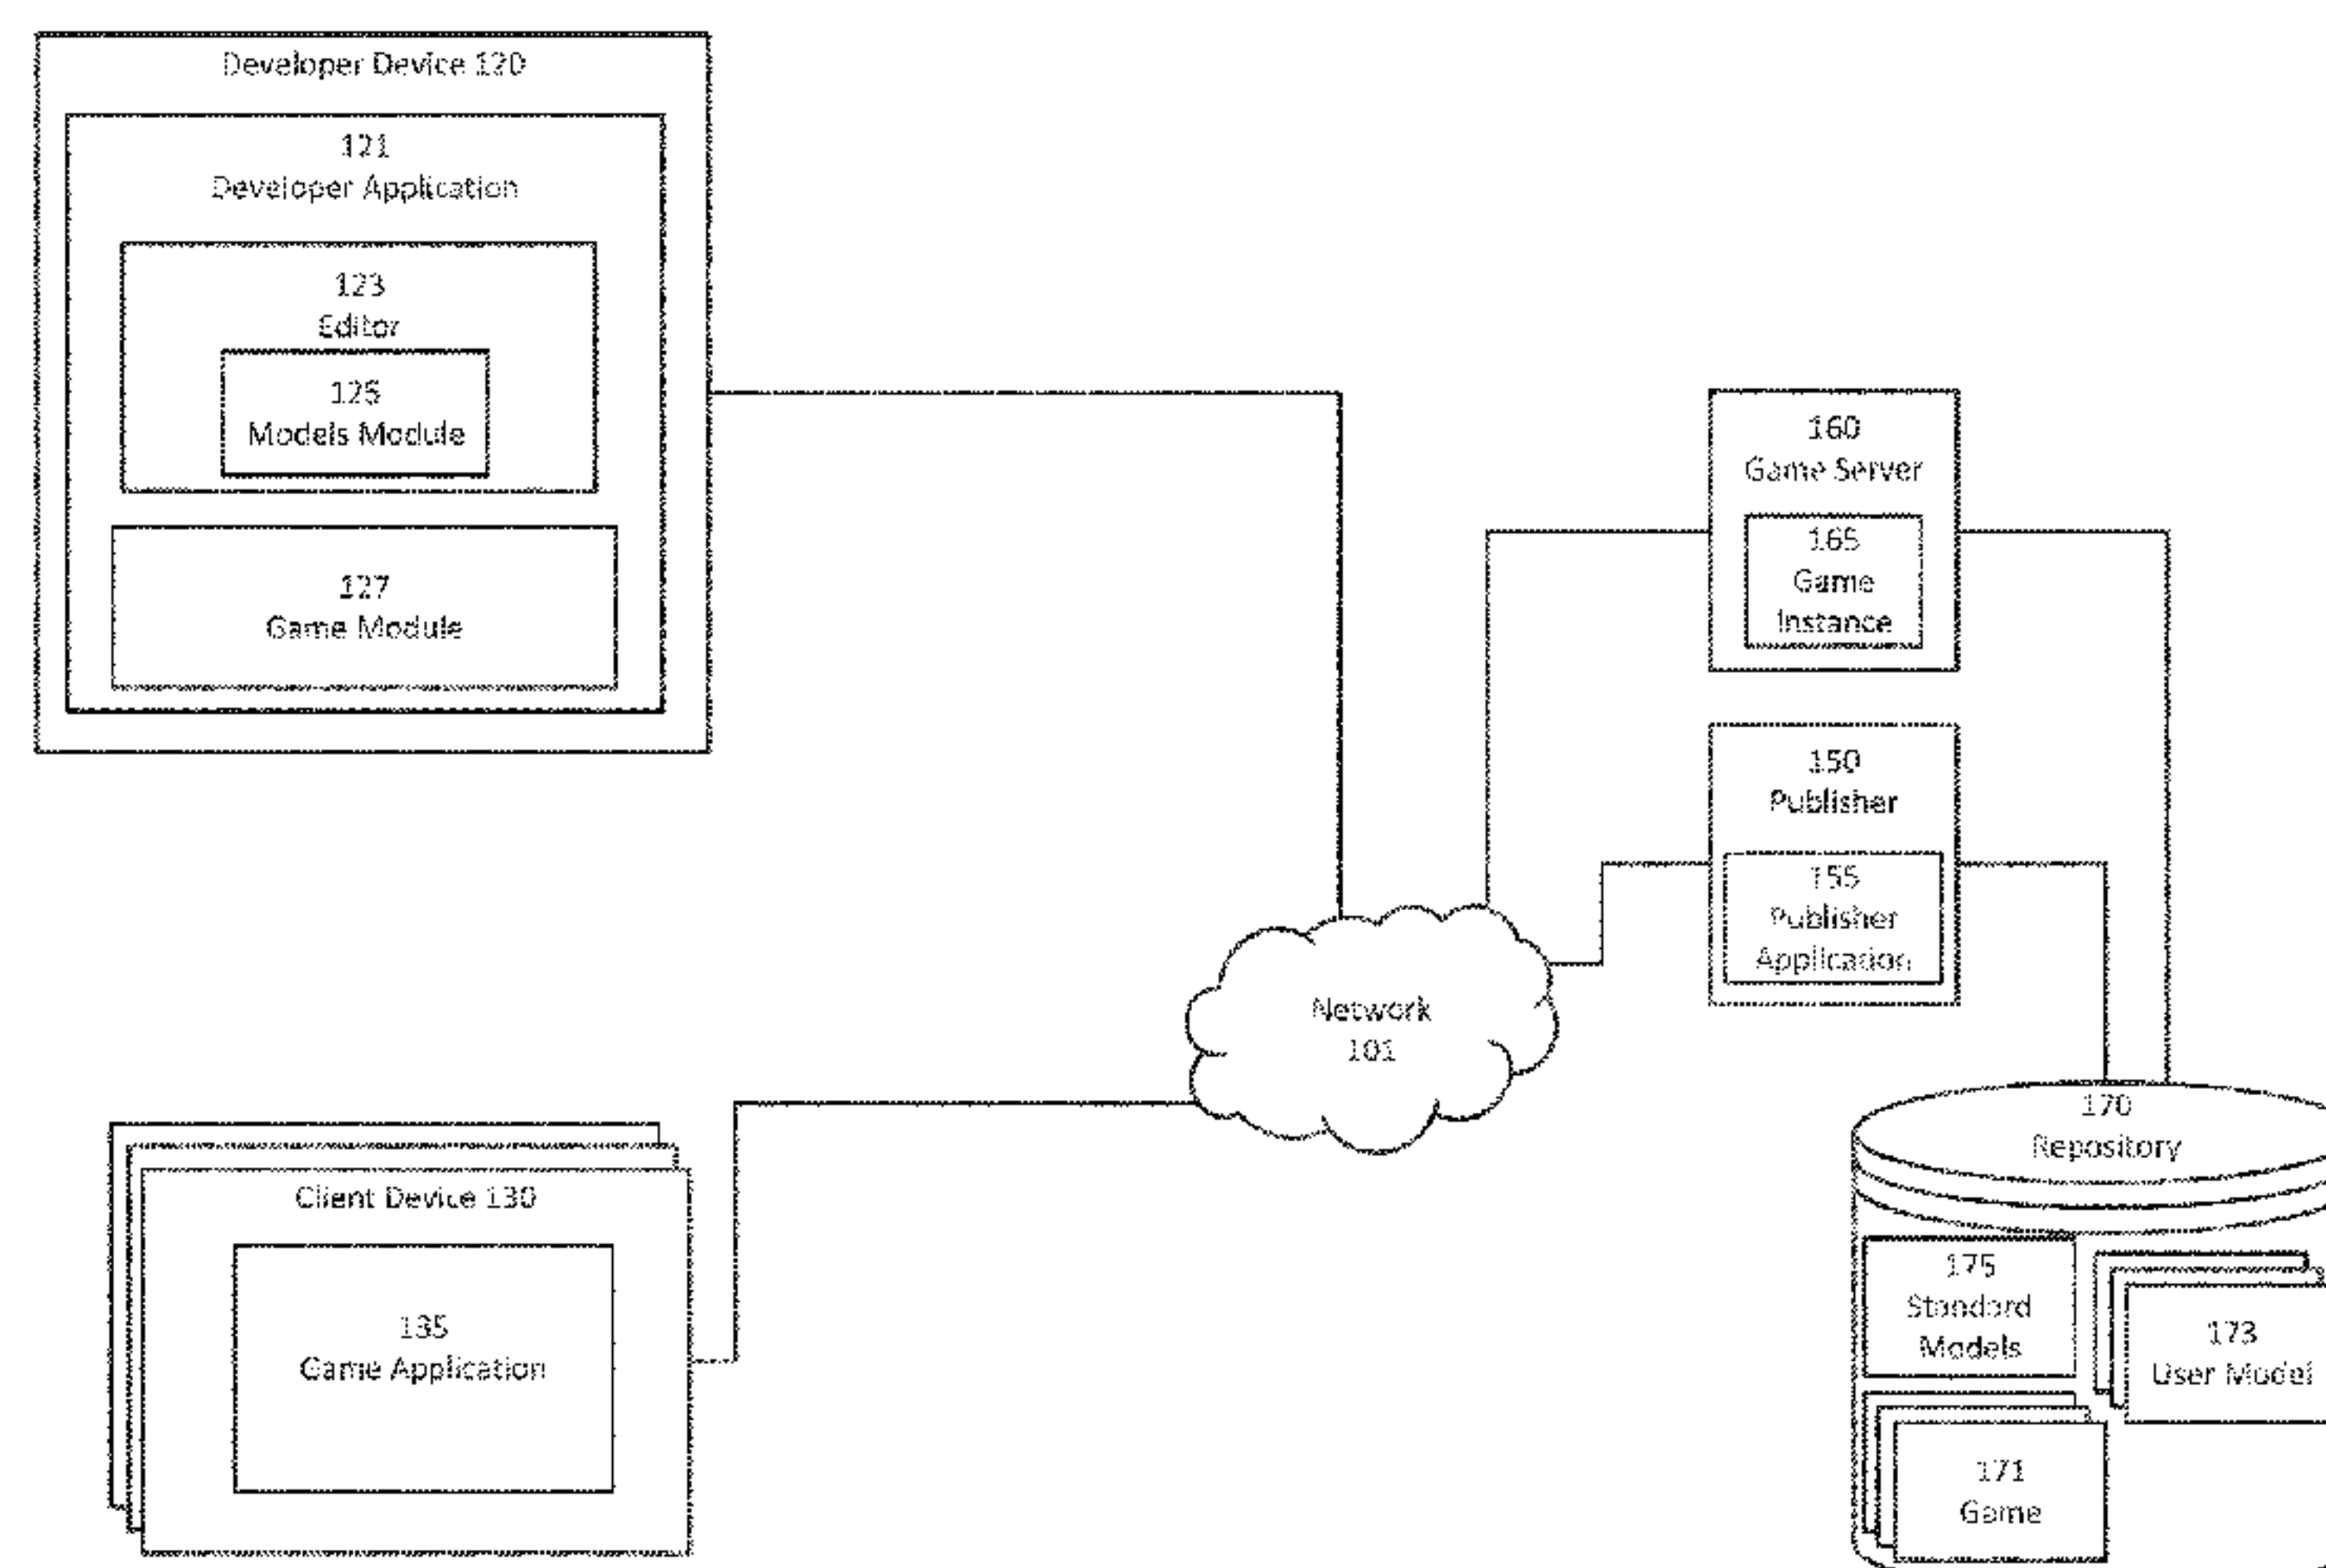 Developer Device 120
121
Developer Application
123
Editor
125
Models Module
127
Game Module
160
Game Server
165
Game
Instance
150
Publisher
155
Publisher
Application
Network
101
Client Device 130
135
Game Application
170
Repository
175
Standard
Models
173
User Model
171
Game